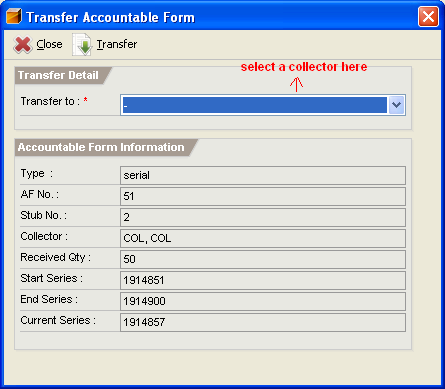 Transfer Accountable Form
Close Transfer
select a collector here
Transfer Detail
Transfer to : * -
Accountable Form Information
Type : serial
AF No. : 51
Stub No. : 2
Collector : COL, COL
Received Qty : 50
Start Series : 1914851
End Series : 1914900
Current Series : 1914857